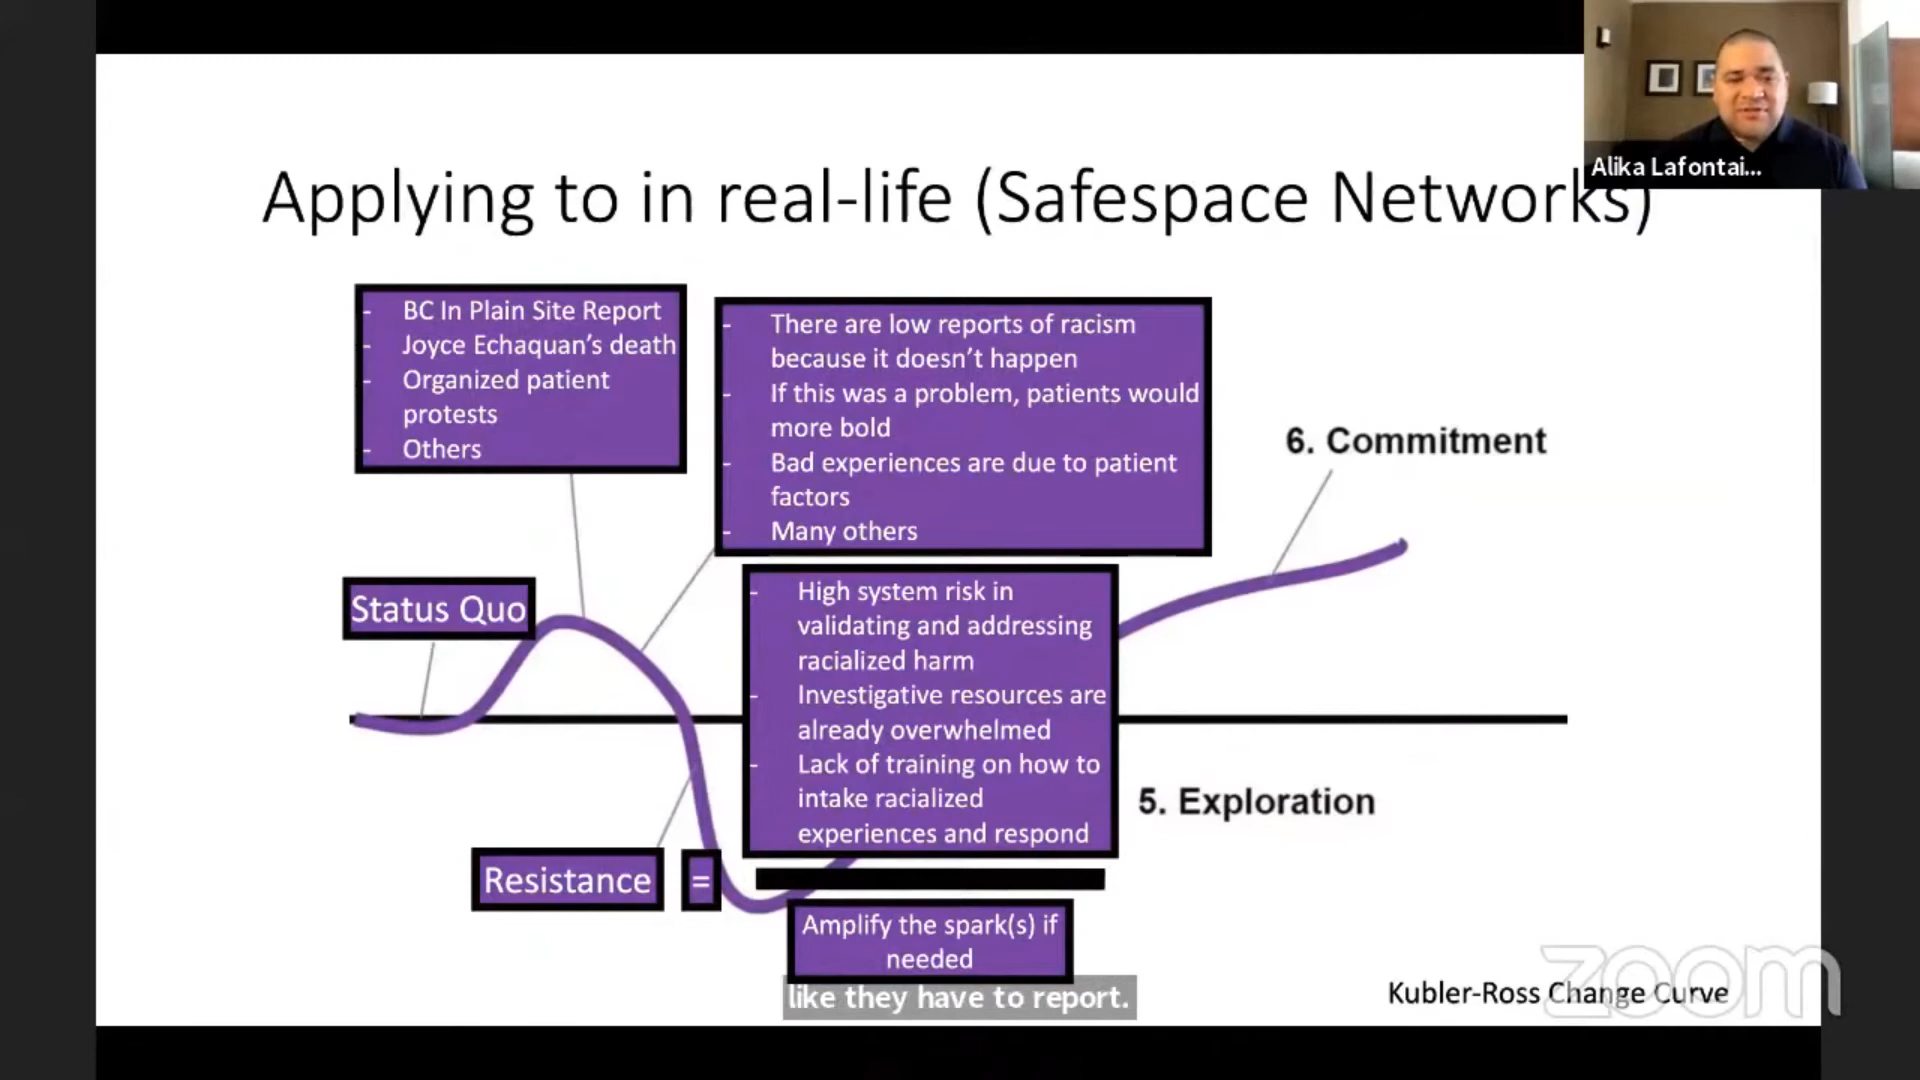 Alika Lafontai...
Applying to in real-life (Safespace Networks)
- BC In Plain Site Report
- Joyce Echaquan's death
- Organized patient
protests
- Others
- There are low reports of racism
because it doesn't happen
- If this was a problem, patients would
more bold
- Bad experiences are due to patient
factors
- Many others
6. Commitment
Status Quo
- High system risk in
validating and addressing
racialized harm
- Investigative resources are
already overwhelmed
- Lack of training on how to
intake racialized
experiences and respond
5. Exploration
Resistance
=
Amplify the spark(s) if
needed
like they have to report.
Kubler-Ross Change Curve
zoom